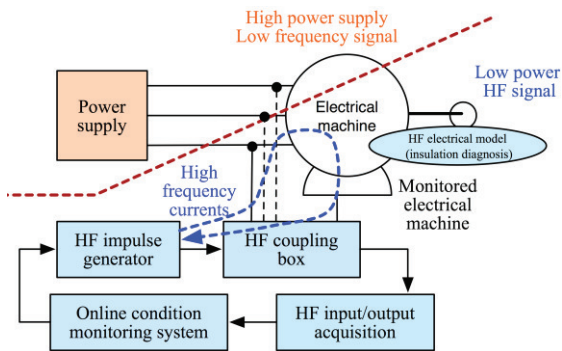 High power supply
Low frequency signal
Low power
HF signal
Power
supply
Electrical
machine
HF electrical model
(insulation diagnosis)
High
frequency
currents
Monitored
electrical
machine
HF impulse
generator
HF coupling
box
Online condition
monitoring system
HF input/output
acquisition